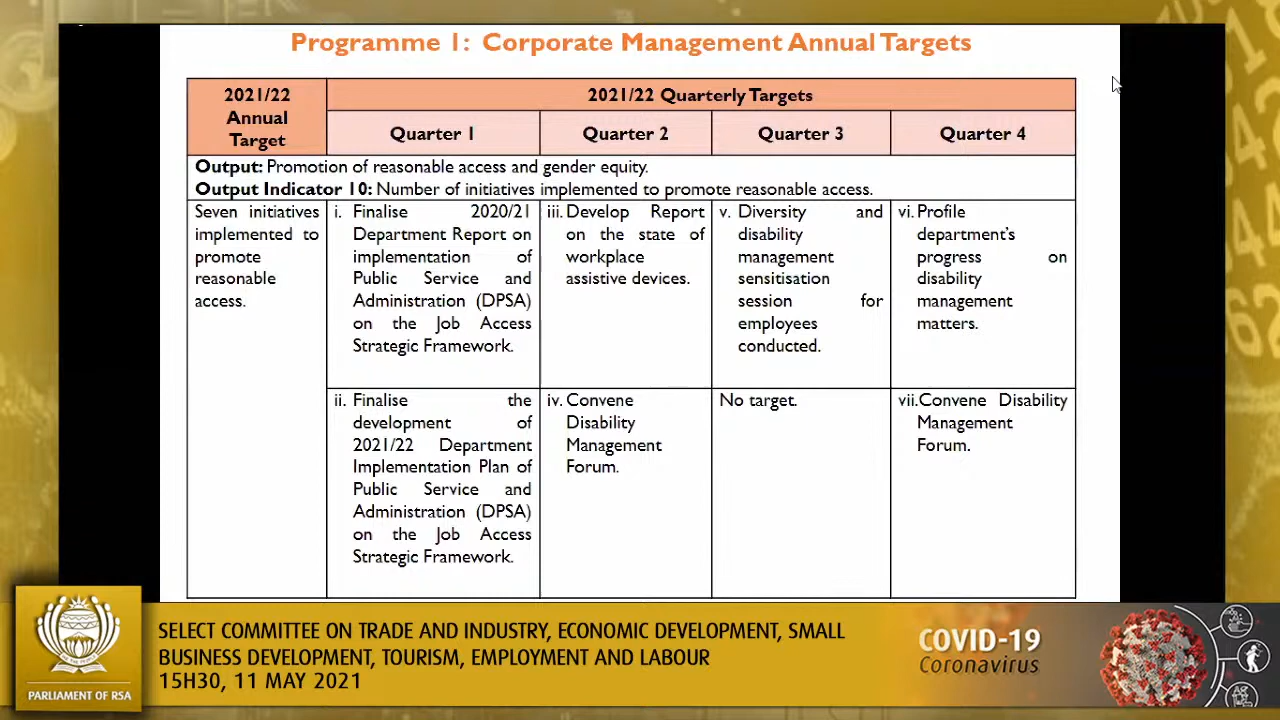 Programme 1: Corporate Management Annual Targets
2021/22
Annual
Target
2021/22 Quarterly Targets
Quarter 1
Quarter 2
Quarter 3
Quarter 4
Output: Promotion of reasonable access and gender equity.
Output Indicator 10: Number of initiatives implemented to promote reasonable access.
Seven initiatives
implemented to
promote
reasonable
access.
i. Finalise 2020/21
Department Report on
implementation of
Public Service and
Administration (DPSA)
on the Job Access
Strategic Framework.
iii. Develop Report
on the state of
workplace
assistive devices.
v. Diversity and
disability
management
sensitisation
session for
employees
conducted.
vi. Profile
department's
progress on
disability
management
matters.
ii. Finalise the
development of
2021/22 Department
Implementation Plan of
Public Service and
Administration (DPSA)
on the Job Access
Strategic Framework.
iv. Convene
Disability
Management
Forum.
No target.
vii. Convene Disability
Management
Forum.
PARLIAMENT OF RSA
SELECT COMMITTEE ON TRADE AND INDUSTRY, ECONOMIC DEVELOPMENT, SMALL
BUSINESS DEVELOPMENT, TOURISM, EMPLOYMENT AND LABOUR
15H30, 11 MAY 2021
COVID-19
Coronavirus